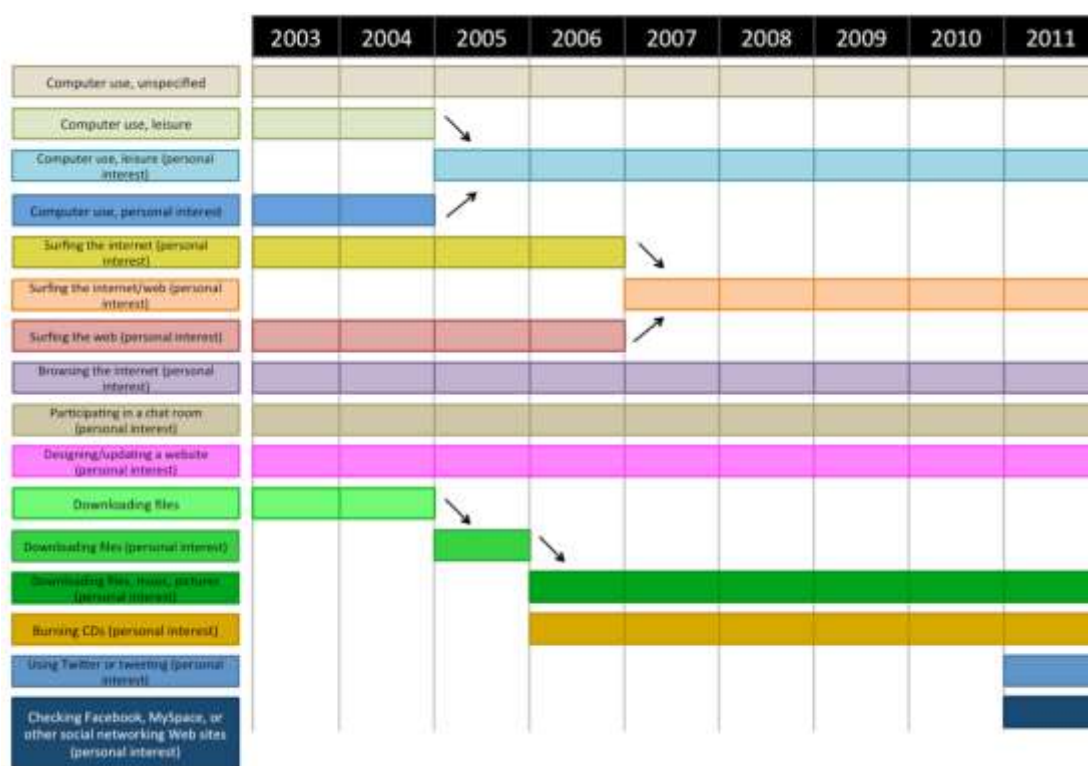 2003 2004 2005 2006 2007 2008 2009 2010 2011
Computer use, unspecified
Computer use, leisure
Computer use, leisure (personal
interest)
Computer use, personal interest
Surfing the internet (personal
interest)
Surfing the internet/web (personal
interest)
Surfing the web (personal interest)
Browsing the internet (personal
interest)
Participating in a chat room
(personal interest)
Designing/updating a website
(personal interest)
Downloading files
Downloading files (personal interest)
Downloading files, music, pictures
(personal interest)
Burning CDs (personal interest)
Using Twitter or tweeting (personal
interest)
Checking Facebook, MySpace, or
other social networking Web sites
(personal interest)